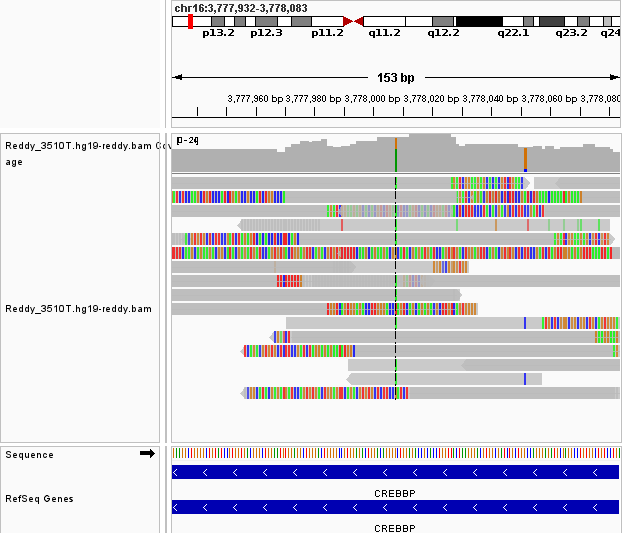 chr16:3,777,932-3,778,083
p13.2 p12.3 p11.2 q11.2 q12.2 q22.1 q23.2 q24
153 bp
3,777,960 bp 3,777,980 bp 3,778,000 bp 3,778,020 bp 3,778,040 bp 3,778,060 bp 3,778,080
Reddy_3510T.hg19-reddy.bam Cov
age
Reddy_3510T.hg19-reddy.bam
Sequence
CREBBP
RefSeq Genes
CREBBP